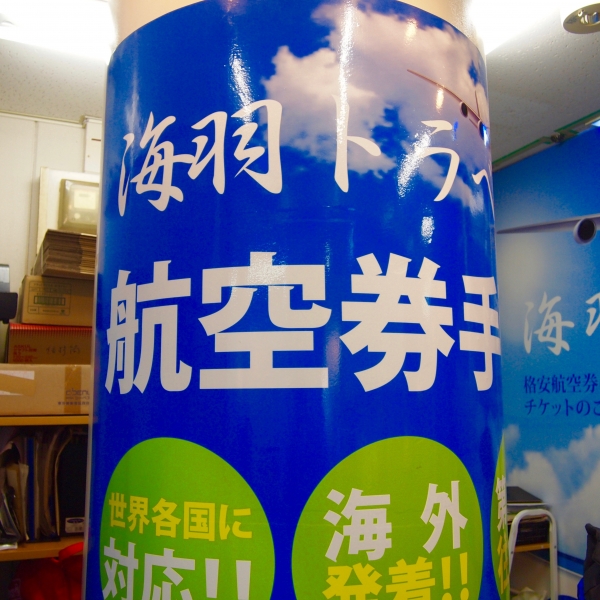 海羽トラベ
航空券手
世界各国に
対応!!
海外
発着!!
海羽
格安航空券
チケットのこ